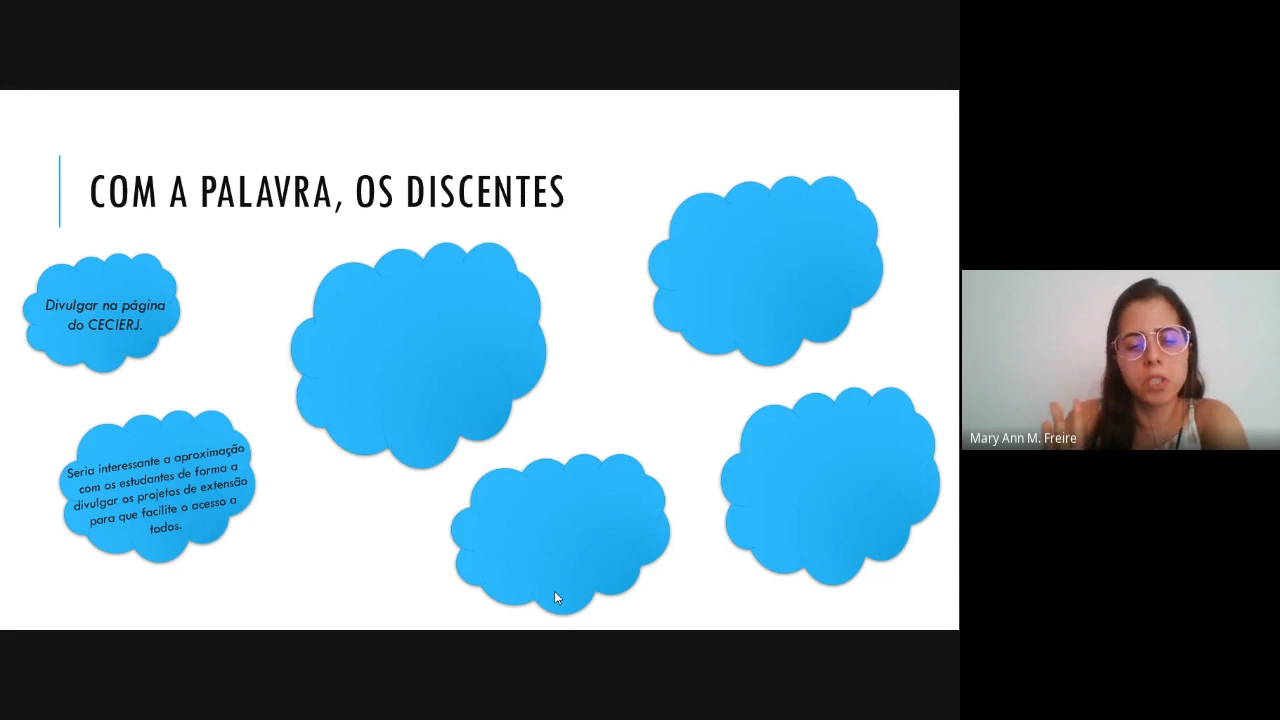 COM A PALAVRA, OS DISCENTES
Divulgar na página
do CECIERJ.
Seria interessante a aproximação
com os estudantes de forma a
divulgar os projetos de extensão
para que facilite o acesso a
todos.
Mary Ann M. Freire